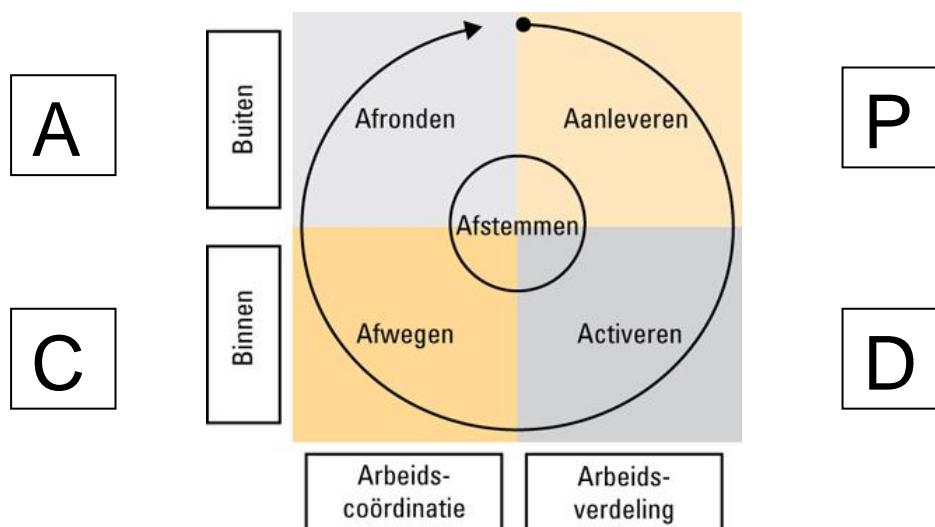 A
Buiten
Afronden
Aanleveren
P
Afstemmen
C
Binnen
Afwegen
Activeren
D
Arbeids-
coördinatie
Arbeids-
verdeling